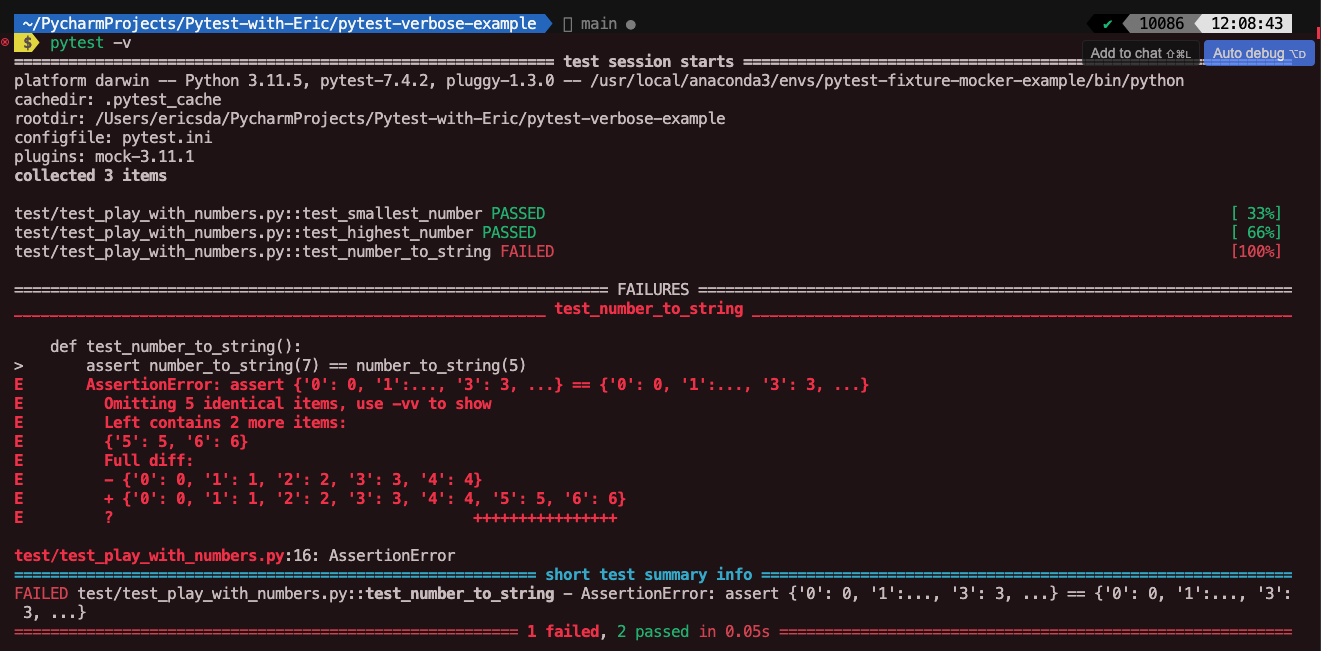 ~/PycharmProjects/Pytest-with-Eric/pytest-verbose-example main ● ✔ 10086 12:08:43
$ pytest -v
Add to chat ⇧⌘L Auto debug ⌥D
============================================================ test session starts =============================================================
platform darwin -- Python 3.11.5, pytest-7.4.2, pluggy-1.3.0 -- /usr/local/anaconda3/envs/pytest-fixture-mocker-example/bin/python
cachedir: .pytest_cache
rootdir: /Users/ericsda/PycharmProjects/Pytest-with-Eric/pytest-verbose-example
configfile: pytest.ini
plugins: mock-3.11.1
collected 3 items

test/test_play_with_numbers.py::test_smallest_number PASSED [ 33%]
test/test_play_with_numbers.py::test_highest_number PASSED [ 66%]
test/test_play_with_numbers.py::test_number_to_string FAILED [100%]

================================================================== FAILURES ==================================================================
___________________________________________________________ test_number_to_string ____________________________________________________________

    def test_number_to_string():
>       assert number_to_string(7) == number_to_string(5)
E       AssertionError: assert {'0': 0, '1':..., '3': 3, ...} == {'0': 0, '1':..., '3': 3, ...}
E         Omitting 5 identical items, use -vv to show
E         Left contains 2 more items:
E         {'5': 5, '6': 6}
E         Full diff:
E         - {'0': 0, '1': 1, '2': 2, '3': 3, '4': 4}
E         + {'0': 0, '1': 1, '2': 2, '3': 3, '4': 4, '5': 5, '6': 6}
E         ?                                        ++++++++++++++++

test/test_play_with_numbers.py:16: AssertionError
========================================================== short test summary info ===========================================================
FAILED test/test_play_with_numbers.py::test_number_to_string - AssertionError: assert {'0': 0, '1':..., '3': 3, ...} == {'0': 0, '1':..., '3':
 3, ...}
======================================================== 1 failed, 2 passed in 0.05s =========================================================